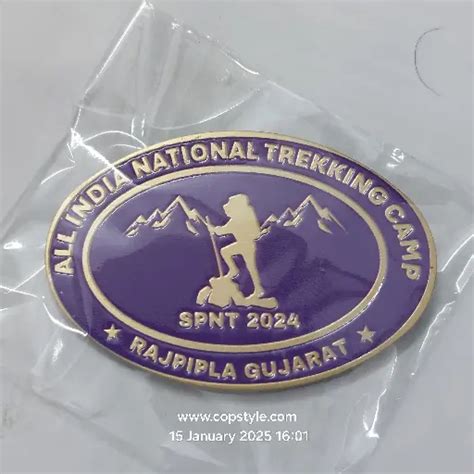 ALL INDIA NATIONAL TREKKING CAMP
SPNT 2024
★ RAJPIPLA GUJARAT ★
www.copstyle.com
15 January 2025 16:01